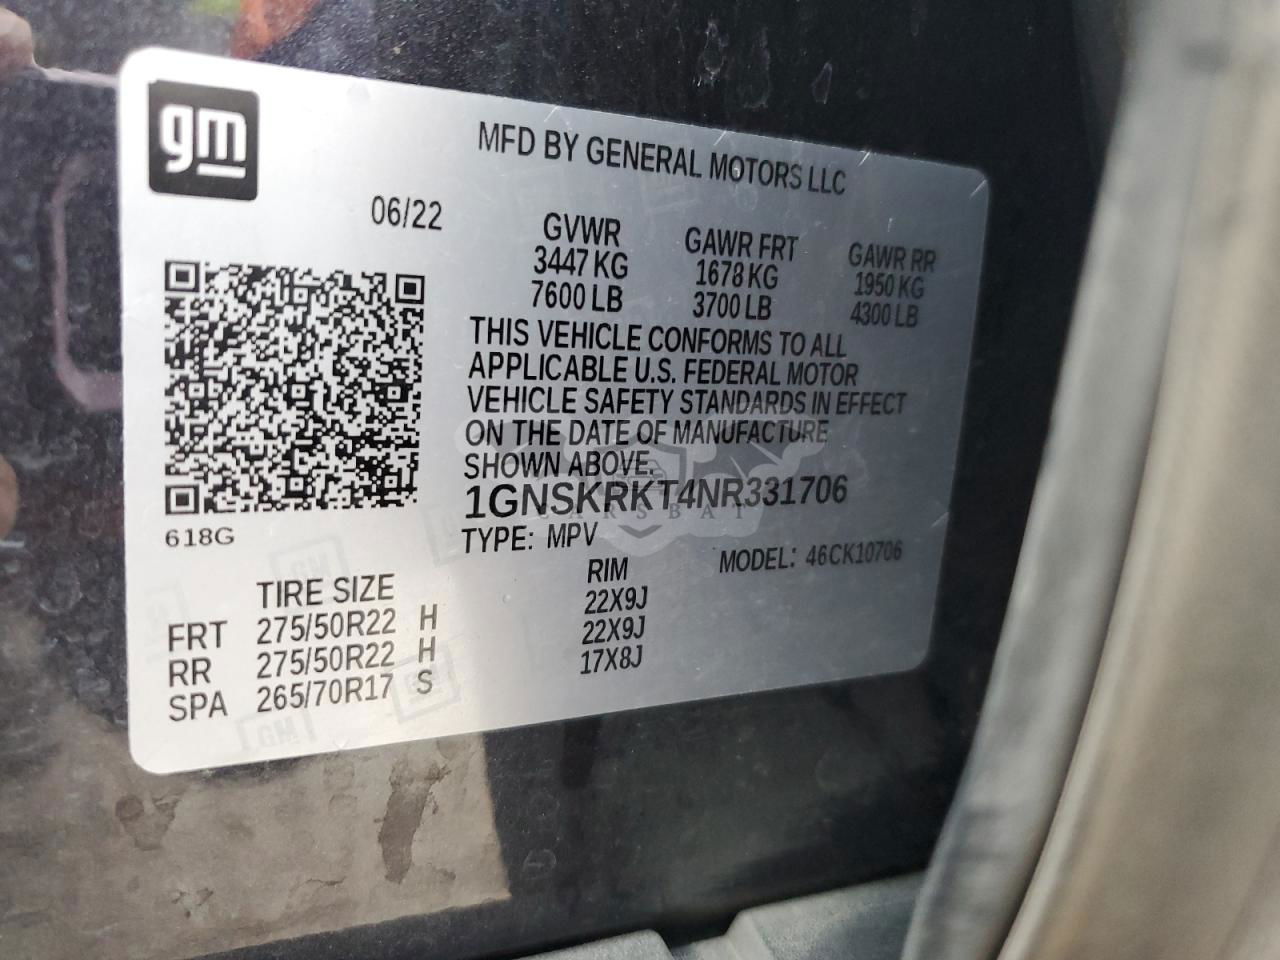 gm
MFD BY GENERAL MOTORS LLC
06/22
GVWR GAWR FRT GAWR RR
3447 KG 1678 KG 1950 KG
7600 LB 3700 LB 4300 LB
THIS VEHICLE CONFORMS TO ALL
APPLICABLE U.S. FEDERAL MOTOR
VEHICLE SAFETY STANDARDS IN EFFECT
ON THE DATE OF MANUFACTURE
SHOWN ABOVE.
1GNSKRKT4NR331706
CARSBAT
618G
TYPE: MPV MODEL: 46CK10706
TIRE SIZE RIM
FRT 275/50R22 H 22X9J
RR 275/50R22 H 22X9J
SPA 265/70R17 S 17X8J
GM
GM